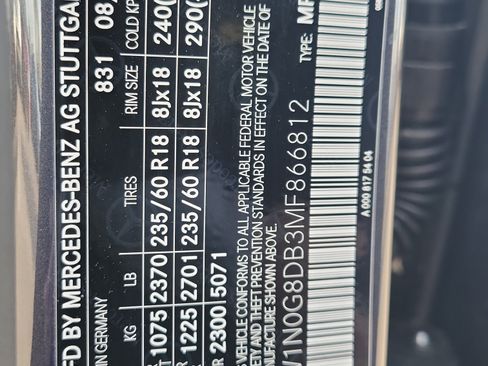 FD BY MERCEDES-BENZ AG STUTTGA
IN GERMANY 831 08/
KG LB TIRES RIM SIZE COLD KP
T 1075 2370 235/60 R18 8Jx18 240(
R 1225 2701 235/60 R18 8Jx18 290(
R 2300 5071
S VEHICLE CONFORMS TO ALL APPLICABLE FEDERAL MOTOR VEHICLE
ETY AND THEFT PREVENTION STANDARDS IN EFFECT ON THE DATE
NUFACTURE SHOWN ABOVE.
W1N0G8DB3MF866812 TYPE:
A 000 817 54 04